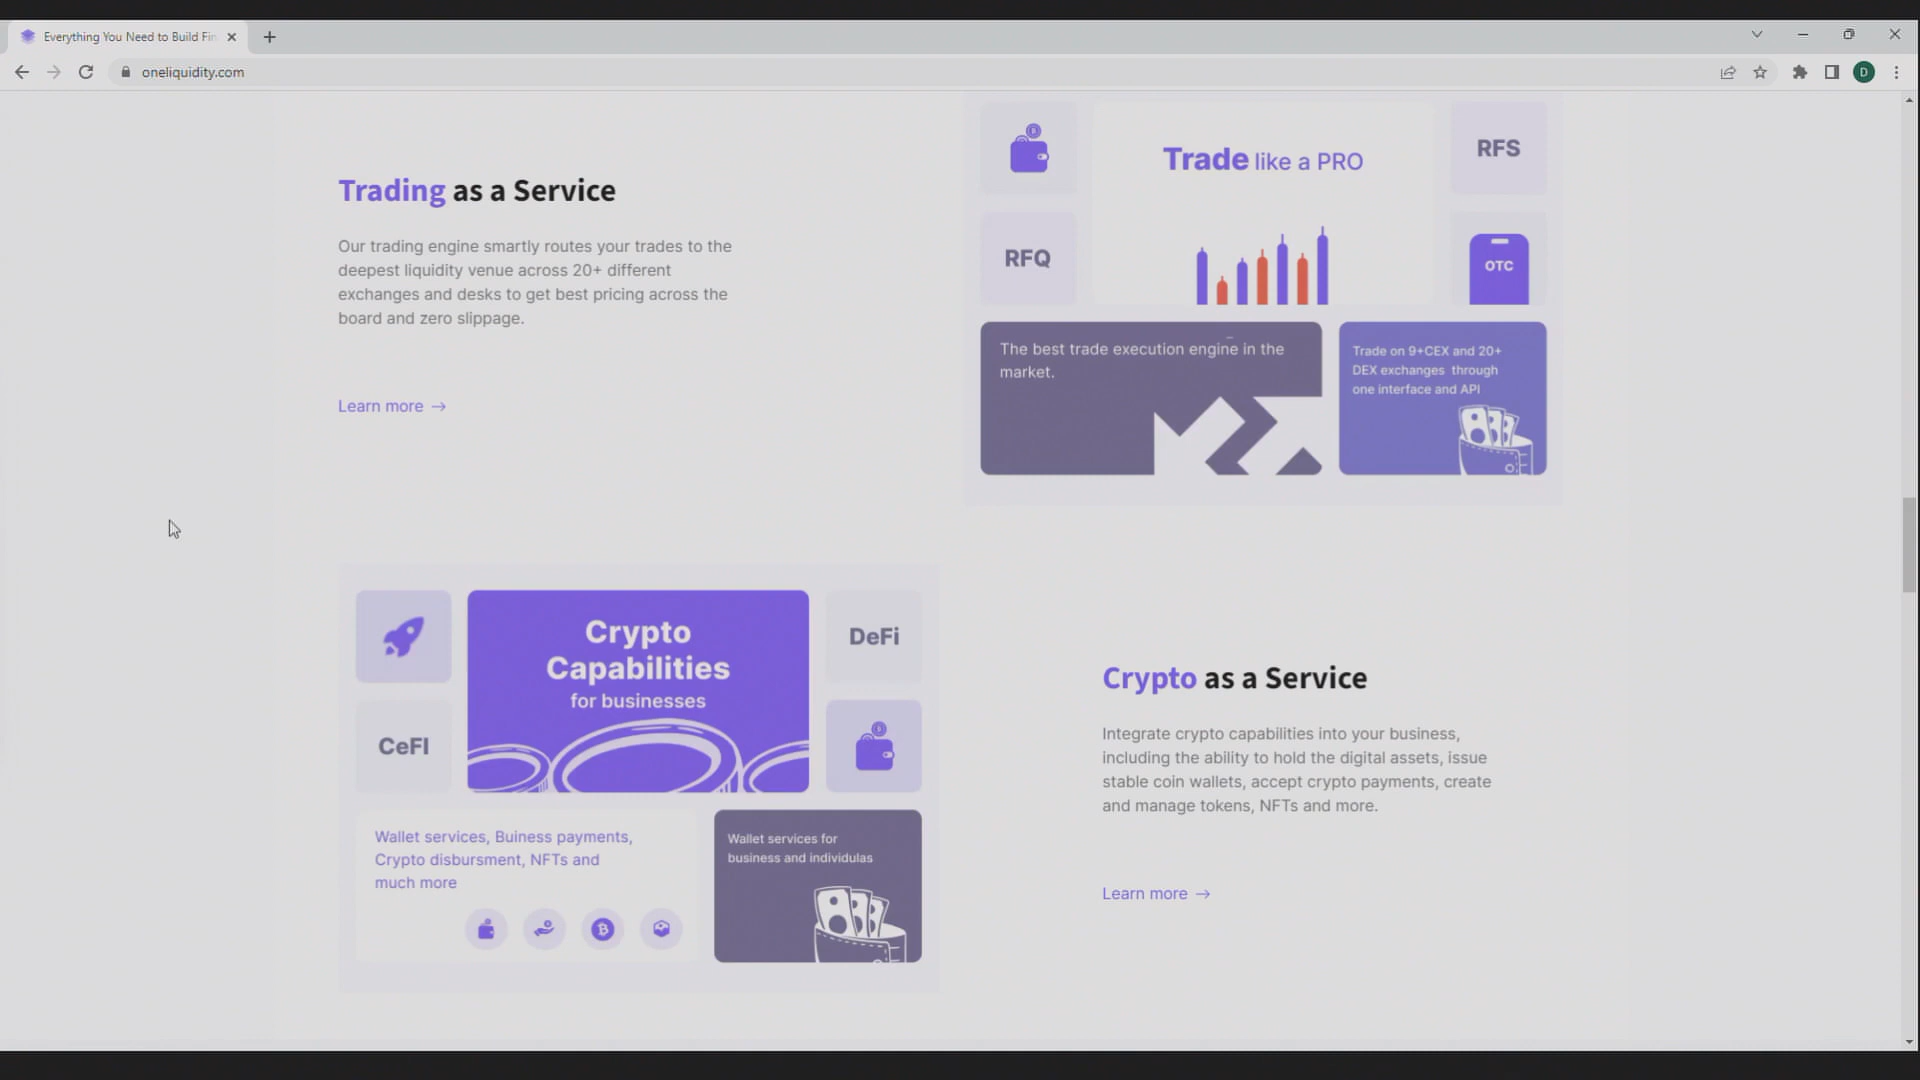 Everything You Need to Build Fin
oneliquidity.com
D
Trading as a Service
Our trading engine smartly routes your trades to the
deepest liquidity venue across 20+ different
exchanges and desks to get best pricing across the
board and zero slippage.
Learn more →
Trade like a PRO
RFS
RFQ
OTC
The best trade execution engine in the
market.
Trade on 9+CEX and 20+
DEX exchanges through
one interface and API
Crypto
Capabilities
for businesses
DeFi
CeFI
Wallet services, Buiness payments,
Crypto disbursment, NFTs and
much more
Wallet services for
business and individulas
Crypto as a Service
Integrate crypto capabilities into your business,
including the ability to hold the digital assets, issue
stable coin wallets, accept crypto payments, create
and manage tokens, NFTs and more.
Learn more →